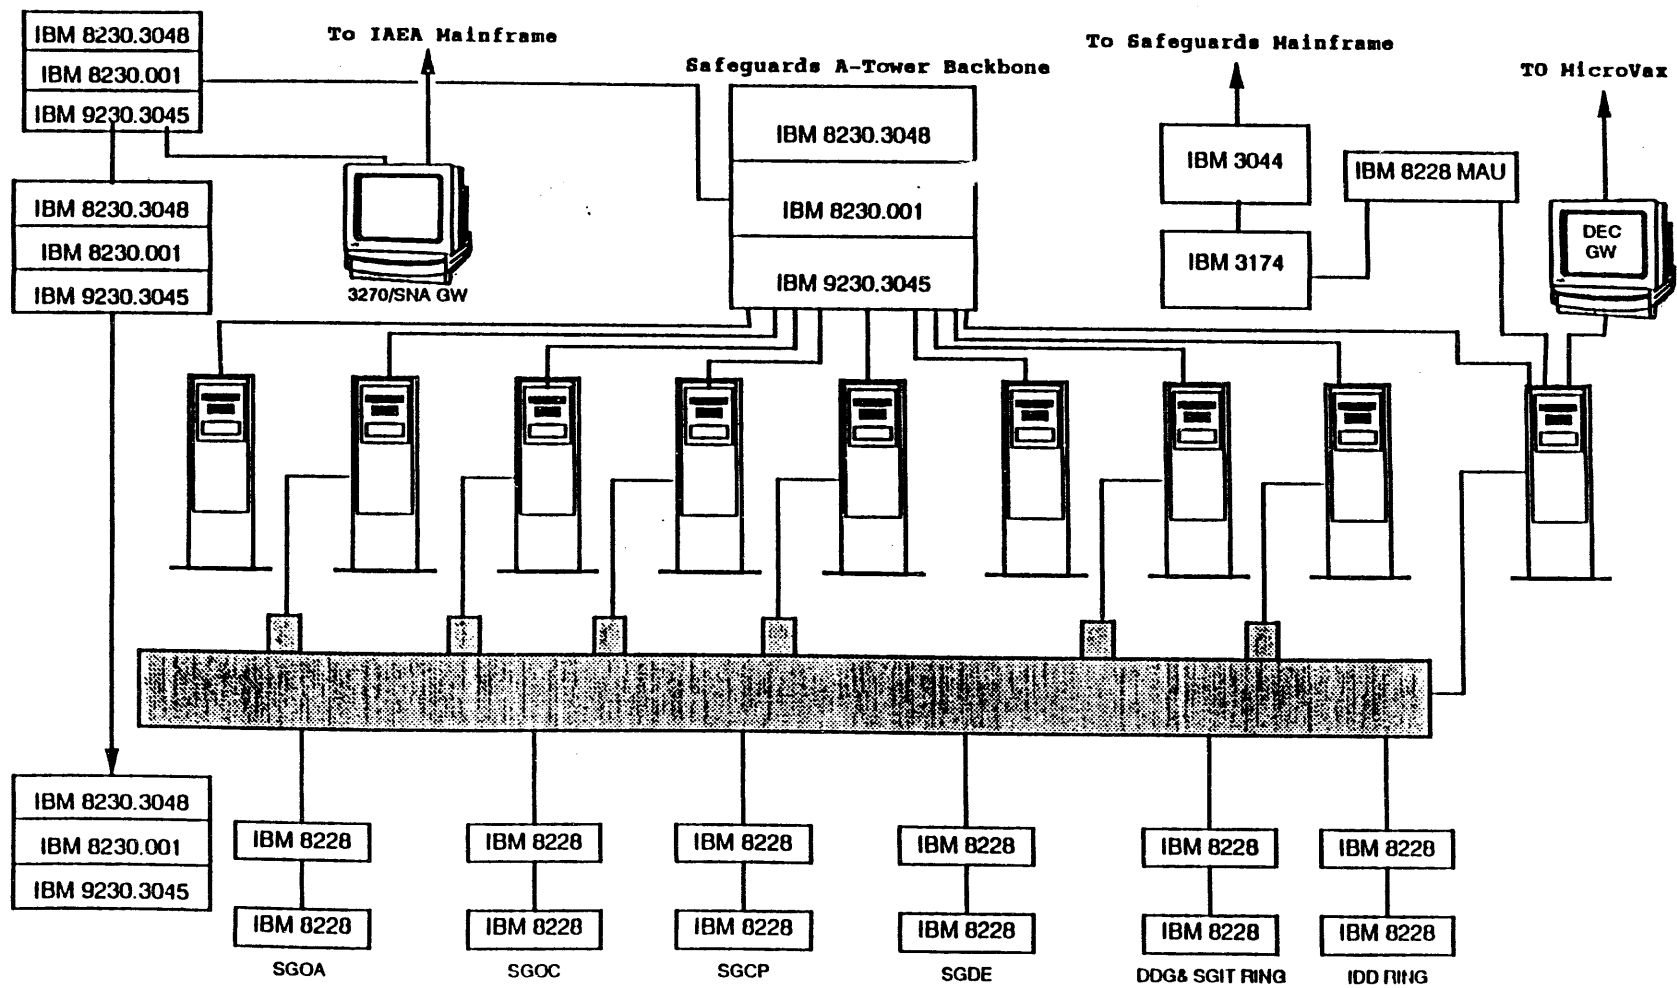 To IAEA Mainframe
To Safeguards Mainframe
TO MicroVax
Safeguards A-Tower Backbone
IBM 8230.3048
IBM 8230.001
IBM 9230.3045
IBM 8230.3048
IBM 8230.001
IBM 9230.3045
3270/SNA GW
IBM 8230.3048
IBM 8230.001
IBM 9230.3045
IBM 3044
IBM 3174
IBM 8228 MAU
DEC
GW
IBM 8230.3048
IBM 8230.001
IBM 9230.3045
IBM 8228
IBM 8228
IBM 8228
IBM 8228
IBM 8228
IBM 8228
IBM 8228
IBM 8228
IBM 8228
IBM 8228
IBM 8228
IBM 8228
SGOA
SGOC
SGCP
SGDE
DDG& SGIT RING
IDD RING